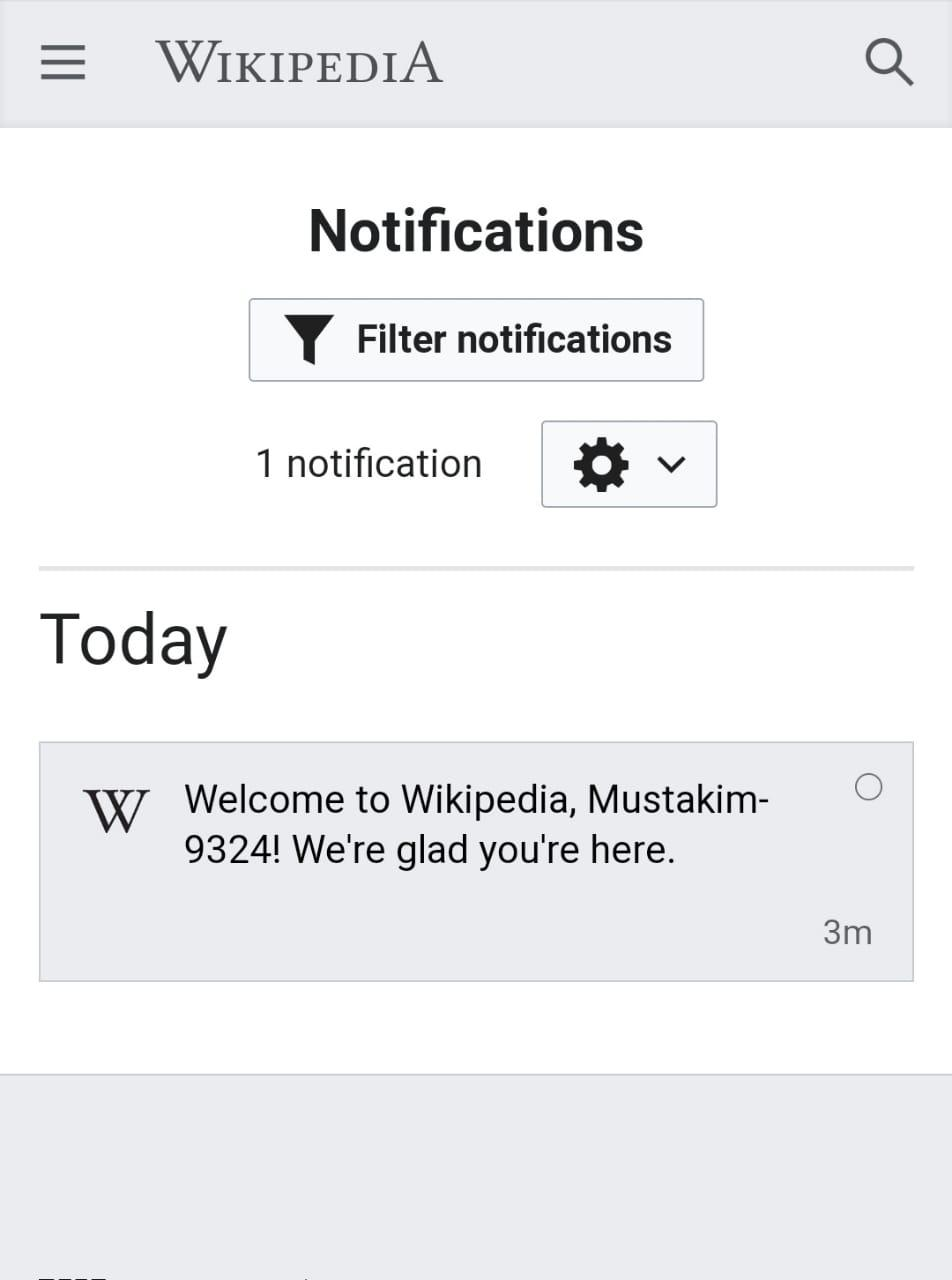 WIKIPEDIA
Notifications
Filter notifications
1 notification
Today
W Welcome to Wikipedia, Mustakim-
9324! We're glad you're here.
3m